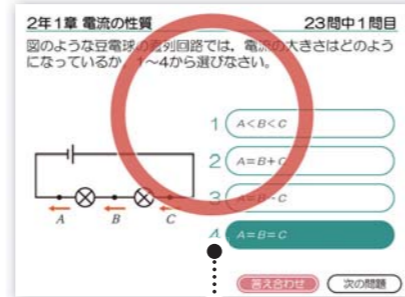 2年1章 電流の性質
23問中1問目
図のような豆電球の直列回路では，電流の大きさはどのよう
になっているか　1～4から選びなさい。
1 A<B<C
2 A=B+C
3
4 A=B=C
A B C
答え合わせ
次の問題